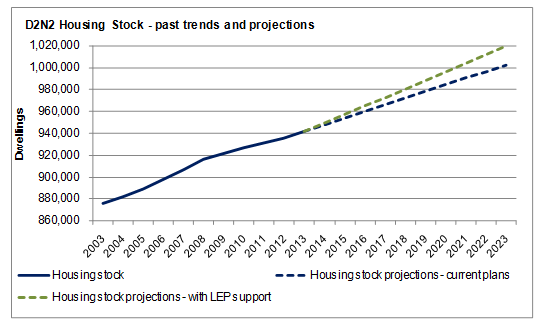 D2N2 Housing Stock - past trends and projections
1,020,000
1,000,000
980,000
960,000
940,000
920,000
900,000
880,000
860,000
Dwellings
2003 2004 2005 2006 2007 2008 2009 2010 2011 2012 2013 2014 2015 2016 2017 2018 2019 2020 2021 2022 2023
Housing stock
Housing stock projections - current plans
Housing stock projections - with LEP support